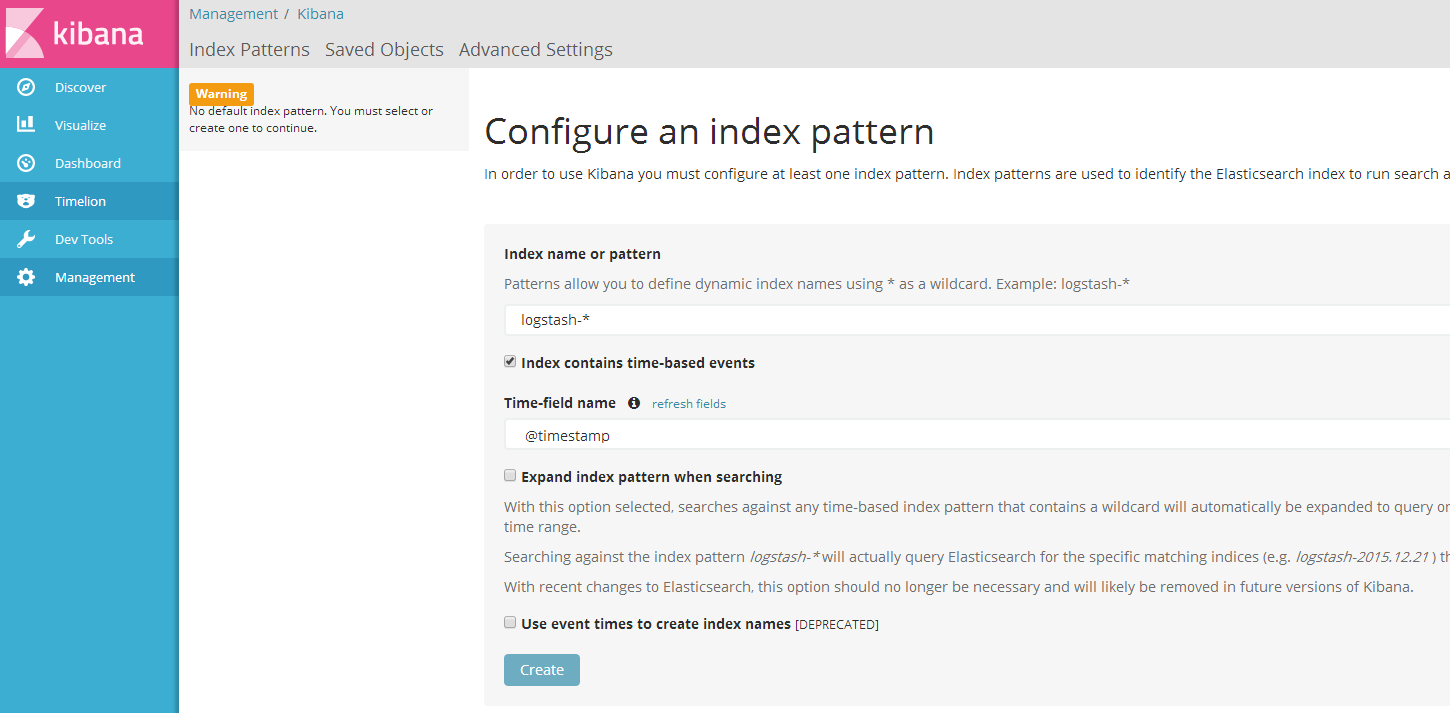 kibana
Management / Kibana
Index Patterns Saved Objects Advanced Settings
Discover
Visualize
Dashboard
Timelion
Dev Tools
Management
Warning
No default index pattern. You must select or
create one to continue.
Configure an index pattern
In order to use Kibana you must configure at least one index pattern. Index patterns are used to identify the Elasticsearch index to run search a
Index name or pattern
Patterns allow you to define dynamic index names using * as a wildcard. Example: logstash-*
logstash-*
Index contains time-based events
Time-field name refresh fields
@timestamp
Expand index pattern when searching
With this option selected, searches against any time-based index pattern that contains a wildcard will automatically be expanded to query on
time range.
Searching against the index pattern logstash-* will actually query Elasticsearch for the specific matching indices (e.g. logstash-2015.12.21 ) th
With recent changes to Elasticsearch, this option should no longer be necessary and will likely be removed in future versions of Kibana.
Use event times to create index names [DEPRECATED]
Create